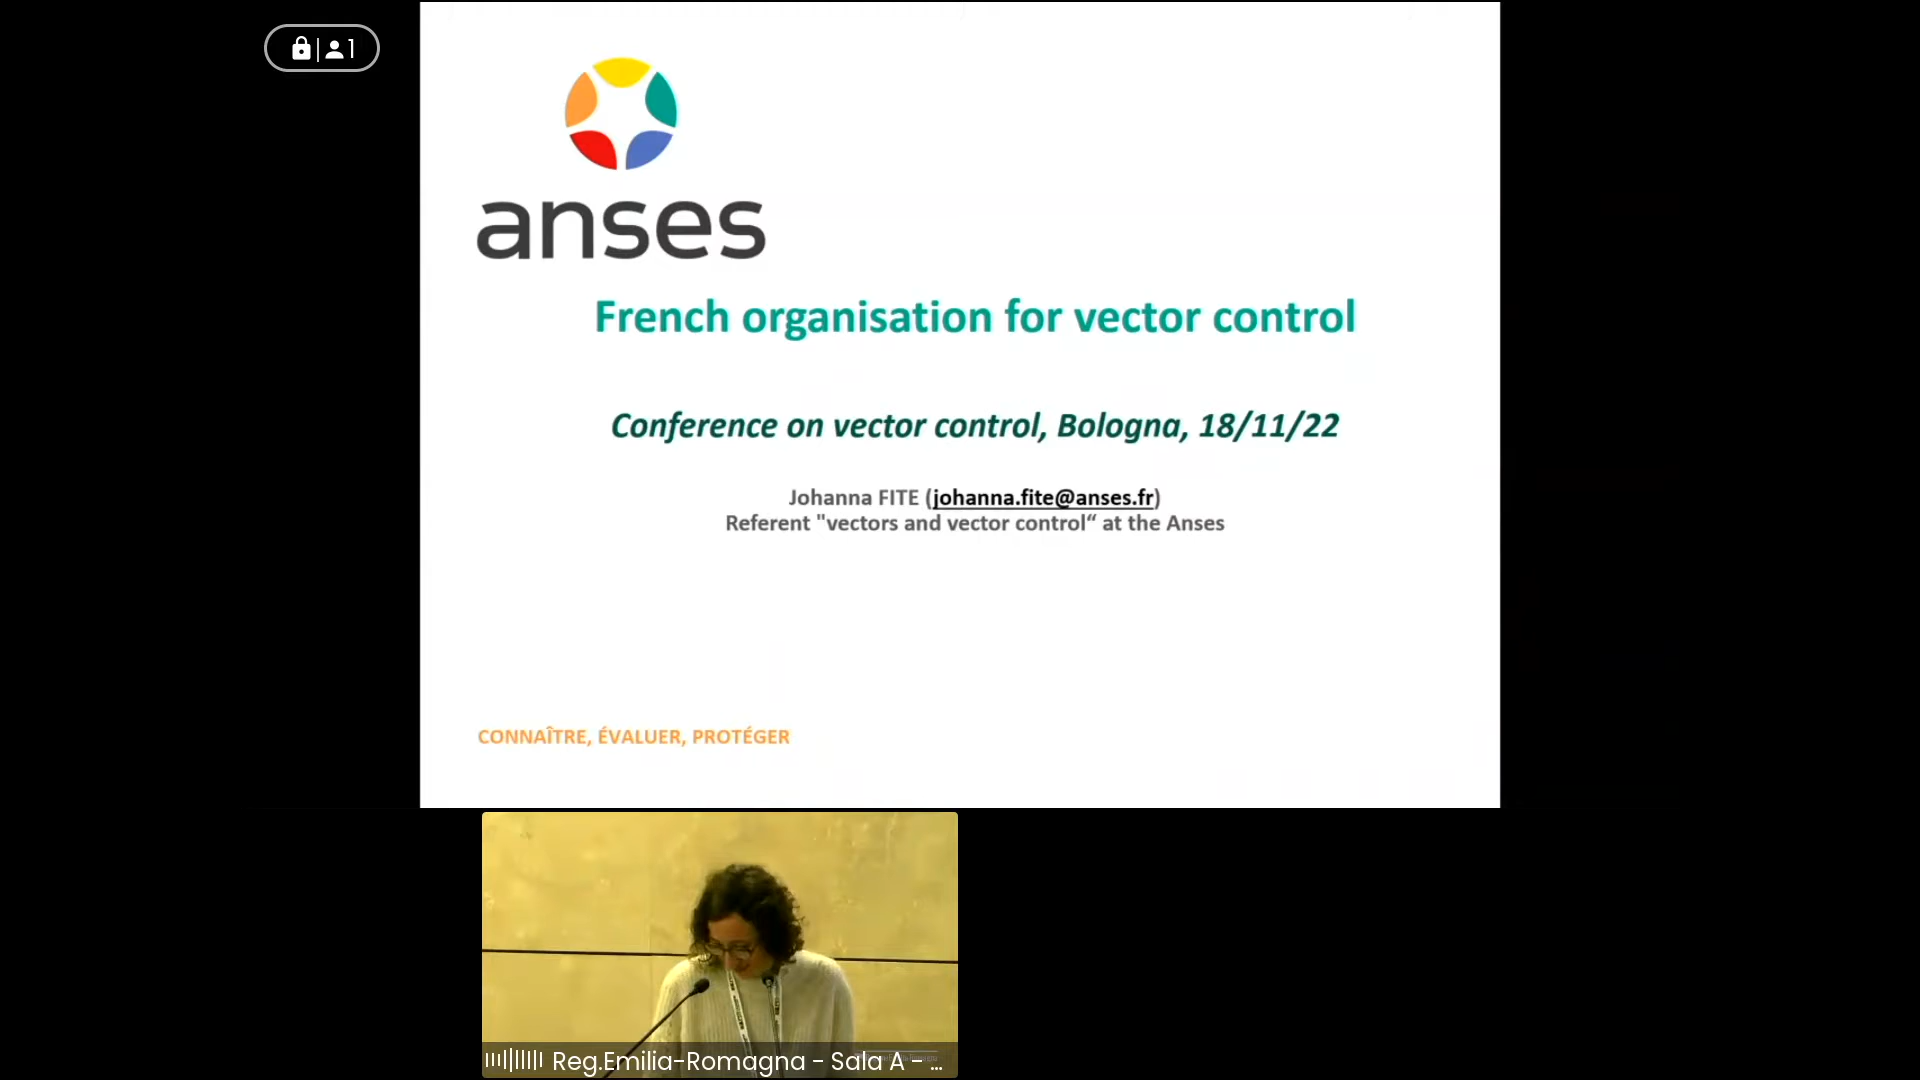 1
anses
French organisation for vector control
Conference on vector control, Bologna, 18/11/22
Johanna FITE (johanna.fite@anses.fr)
Referent "vectors and vector control“ at the Anses
CONNAÎTRE, ÉVALUER, PROTÉGER
Reg.Emilia-Romagna - Sala A - ...